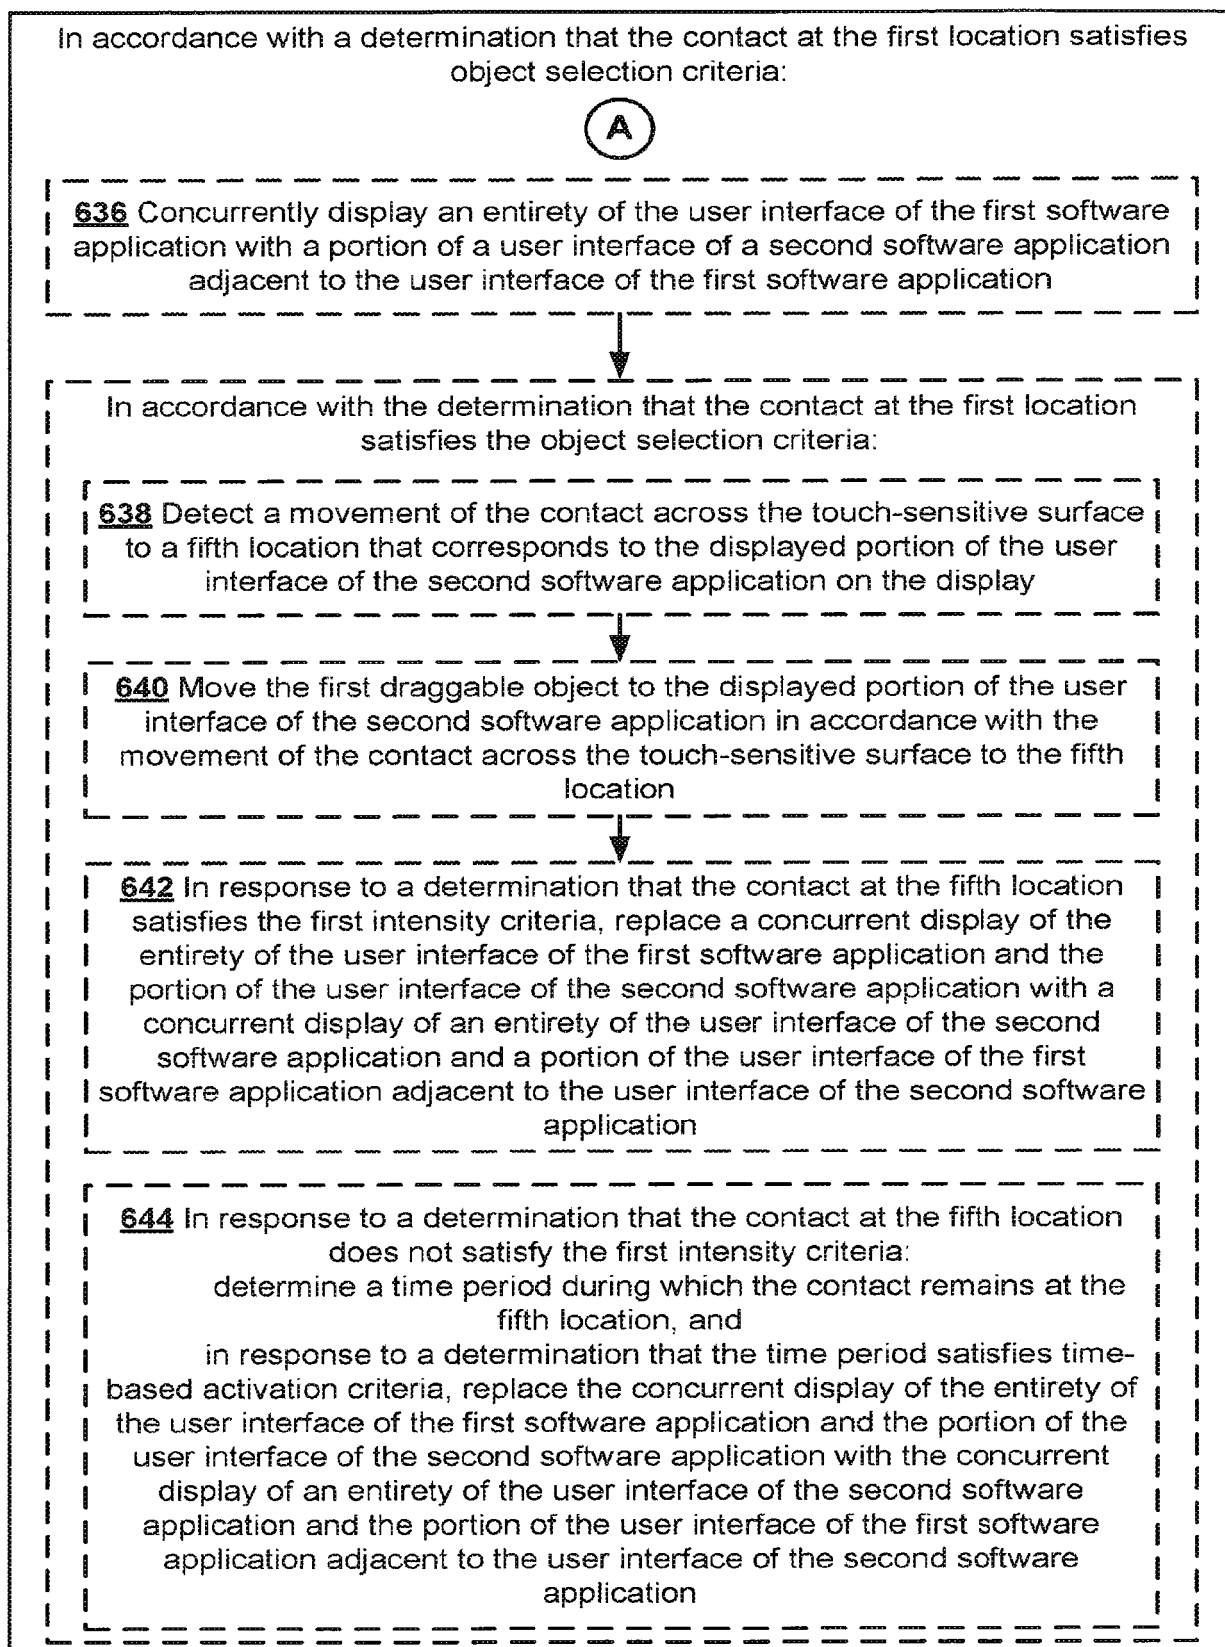 In accordance with a determination that the contact at the first location satisfies
object selection criteria:
A
636 Concurrently display an entirety of the user interface of the first software
application with a portion of a user interface of a second software application
adjacent to the user interface of the first software application
In accordance with the determination that the contact at the first location
satisfies the object selection criteria:
638 Detect a movement of the contact across the touch-sensitive surface
to a fifth location that corresponds to the displayed portion of the user
interface of the second software application on the display
640 Move the first draggable object to the displayed portion of the user
interface of the second software application in accordance with the
movement of the contact across the touch-sensitive surface to the fifth
location
642 In response to a determination that the contact at the fifth location
satisfies the first intensity criteria, replace a concurrent display of the
entirety of the user interface of the first software application and the
portion of the user interface of the second software application with a
concurrent display of an entirety of the user interface of the second
software application and a portion of the user interface of the first
software application adjacent to the user interface of the second software
application
644 In response to a determination that the contact at the fifth location
does not satisfy the first intensity criteria:
determine a time period during which the contact remains at the
fifth location, and
in response to a determination that the time period satisfies time-
based activation criteria, replace the concurrent display of the entirety of
the user interface of the first software application and the portion of the
user interface of the second software application with the concurrent
display of an entirety of the user interface of the second software
application and the portion of the user interface of the first software
application adjacent to the user interface of the second software
application